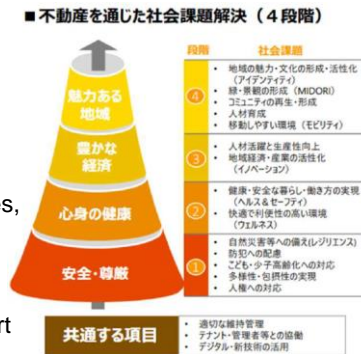 ■不動産を通じた社会課題解決（4段階）
段階 社会課題
魅力ある
地域
④
• 地域の魅力・文化の形成・活性化
（アイデンティティ）
• 緑・景観の形成（MIDORI）
• コミュニティの再生・形成
• 人材育成
• 移動しやすい環境（モビリティ）
豊かな
経済
③
• 人材活躍と生産性向上
• 地域経済・産業の活性化
（イノベーション）
心身の健康
②
• 健康・安全な暮らし・働き方の実現
（ヘルス＆セーフティ）
• 快適で利便性の高い環境
（ウェルネス）
安全・尊厳
①
• 自然災害等への備え(レジリエンス)
• 防犯への配慮
• こども・少子高齢化への対応
• 多様性・包摂性の実現
• 人権への対応
共通する項目
• 適切な維持管理
• テナント・管理者等との協働
• デジタル・新技術の活用
es,
rt